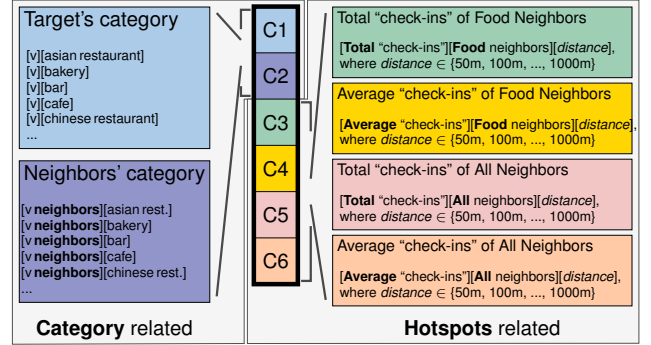 Target's category
[v][asian restaurant]
[v][bakery]
[v][bar]
[v][cafe]
[v][chinese restaurant]
...
Neighbors' category
[v neighbors][asian rest.]
[v neighbors][bakery]
[v neighbors][bar]
[v neighbors][cafe]
[v neighbors][chinese rest.]
...
Category related
C1
C2
C3
C4
C5
C6
Total “check-ins” of Food Neighbors
[Total “check-ins”][Food neighbors][distance],
where distance ∈ {50m, 100m, ..., 1000m}
Average “check-ins” of Food Neighbors
[Average “check-ins”][Food neighbors][distance],
where distance ∈ {50m, 100m, ..., 1000m}
Total “check-ins” of All Neighbors
[Total “check-ins”][All neighbors][distance],
where distance ∈ {50m, 100m, ..., 1000m}
Average “check-ins” of All Neighbors
[Average “check-ins”][All neighbors][distance],
where distance ∈ {50m, 100m, ..., 1000m}
Hotspots related